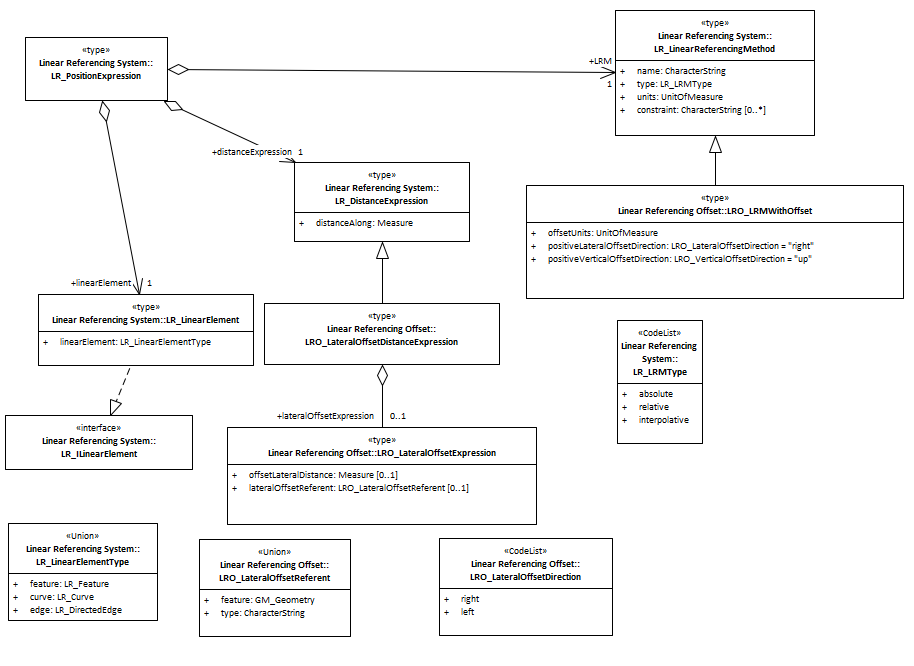 «type»
Linear Referencing System::
LR_PositionExpression
«type»
Linear Referencing System::
LR_LinearReferencingMethod
+ name: CharacterString
+ type: LR_LRMType
+ units: UnitOfMeasure
+ constraint: CharacterString [0..*]
+LRM
1
+distanceExpression 1
«type»
Linear Referencing System::
LR_DistanceExpression
+ distanceAlong: Measure
«type»
Linear Referencing Offset::LRO_LRMWithOffset
+ offsetUnits: UnitOfMeasure
+ positiveLateralOffsetDirection: LRO_LateralOffsetDirection = "right"
+ positiveVerticalOffsetDirection: LRO_VerticalOffsetDirection = "up"
+linearElement 1
«type»
Linear Referencing System::LR_LinearElement
+ linearElement: LR_LinearElementType
«type»
Linear Referencing Offset::
LRO_LateralOffsetDistanceExpression
«CodeList»
Linear Referencing
System::
LR_LRMType
+ absolute
+ relative
+ interpolative
«interface»
Linear Referencing System::
LR_ILinearElement
+lateralOffsetExpression 0..1
«type»
Linear Referencing Offset::LRO_LateralOffsetExpression
+ offsetLateralDistance: Measure [0..1]
+ lateralOffsetReferent: LRO_LateralOffsetReferent [0..1]
«Union»
Linear Referencing System::
LR_LinearElementType
+ feature: LR_Feature
+ curve: LR_Curve
+ edge: LR_DirectedEdge
«Union»
Linear Referencing Offset::
LRO_LateralOffsetReferent
+ feature: GM_Geometry
+ type: CharacterString
«CodeList»
Linear Referencing Offset::
LRO_LateralOffsetDirection
+ right
+ left